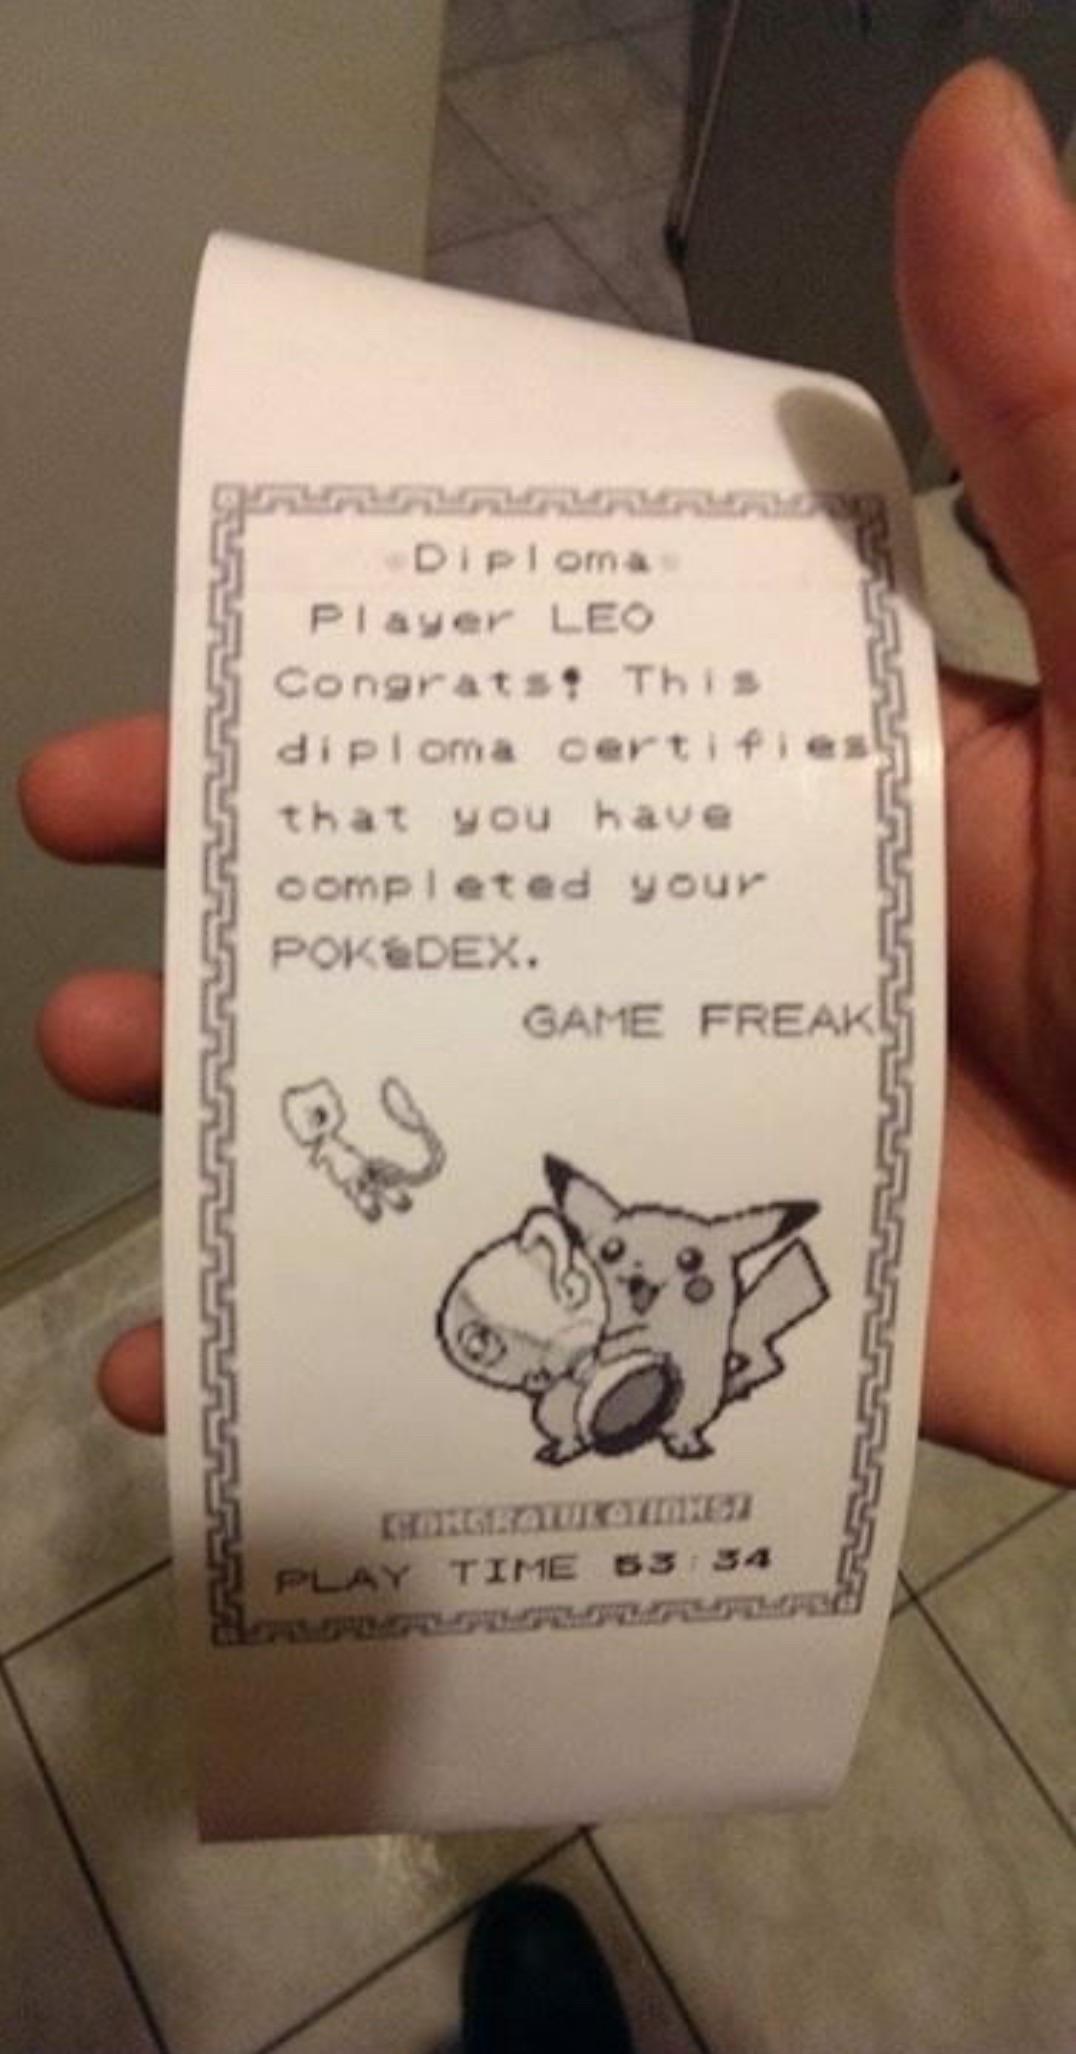 Diploma
Player LEO
Congrats! This
diploma certifies
that you have
completed your
POKéDEX.
GAME FREAK
CONGRATULATIONS!
PLAY TIME 53:34